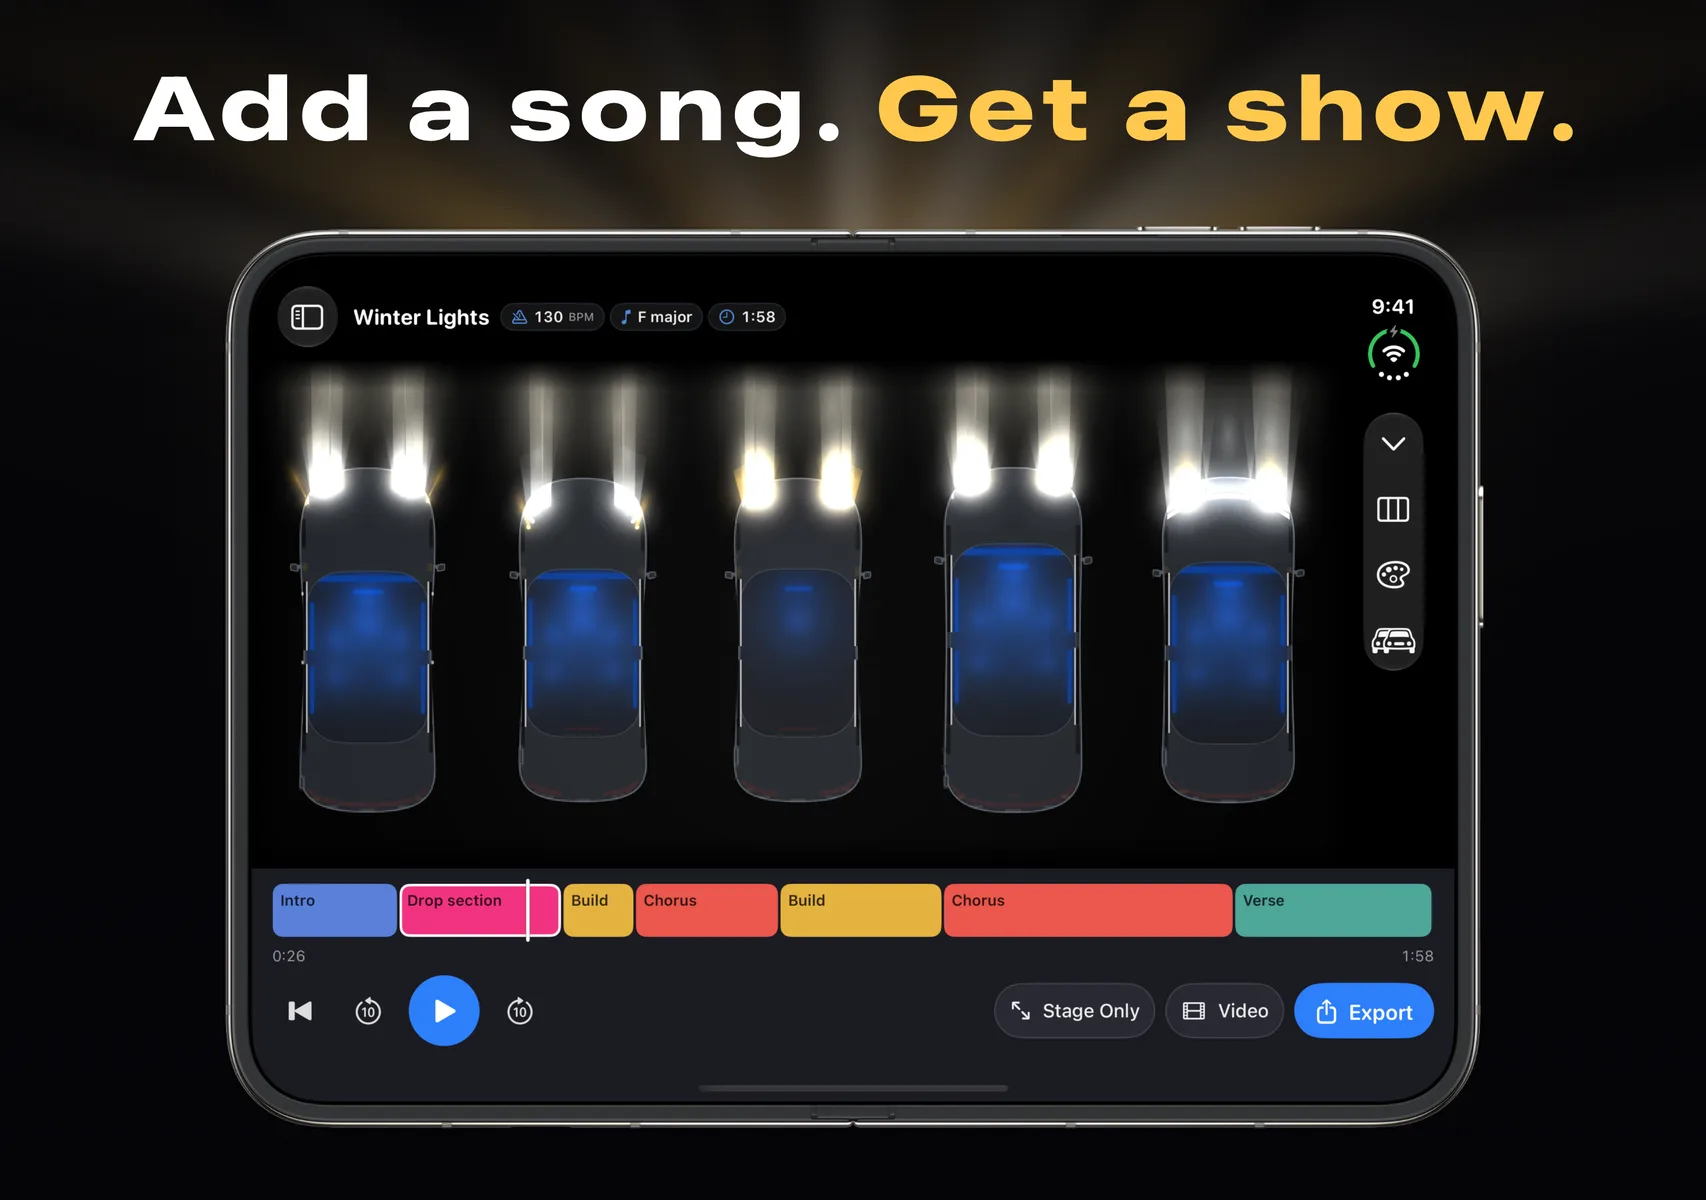 Add a song. Get a show.
Winter Lights 130 BPM F major 1:58
9:41
Intro Drop section Build Chorus Build Chorus Verse
0:26 1:58
10 10 Stage Only Video Export